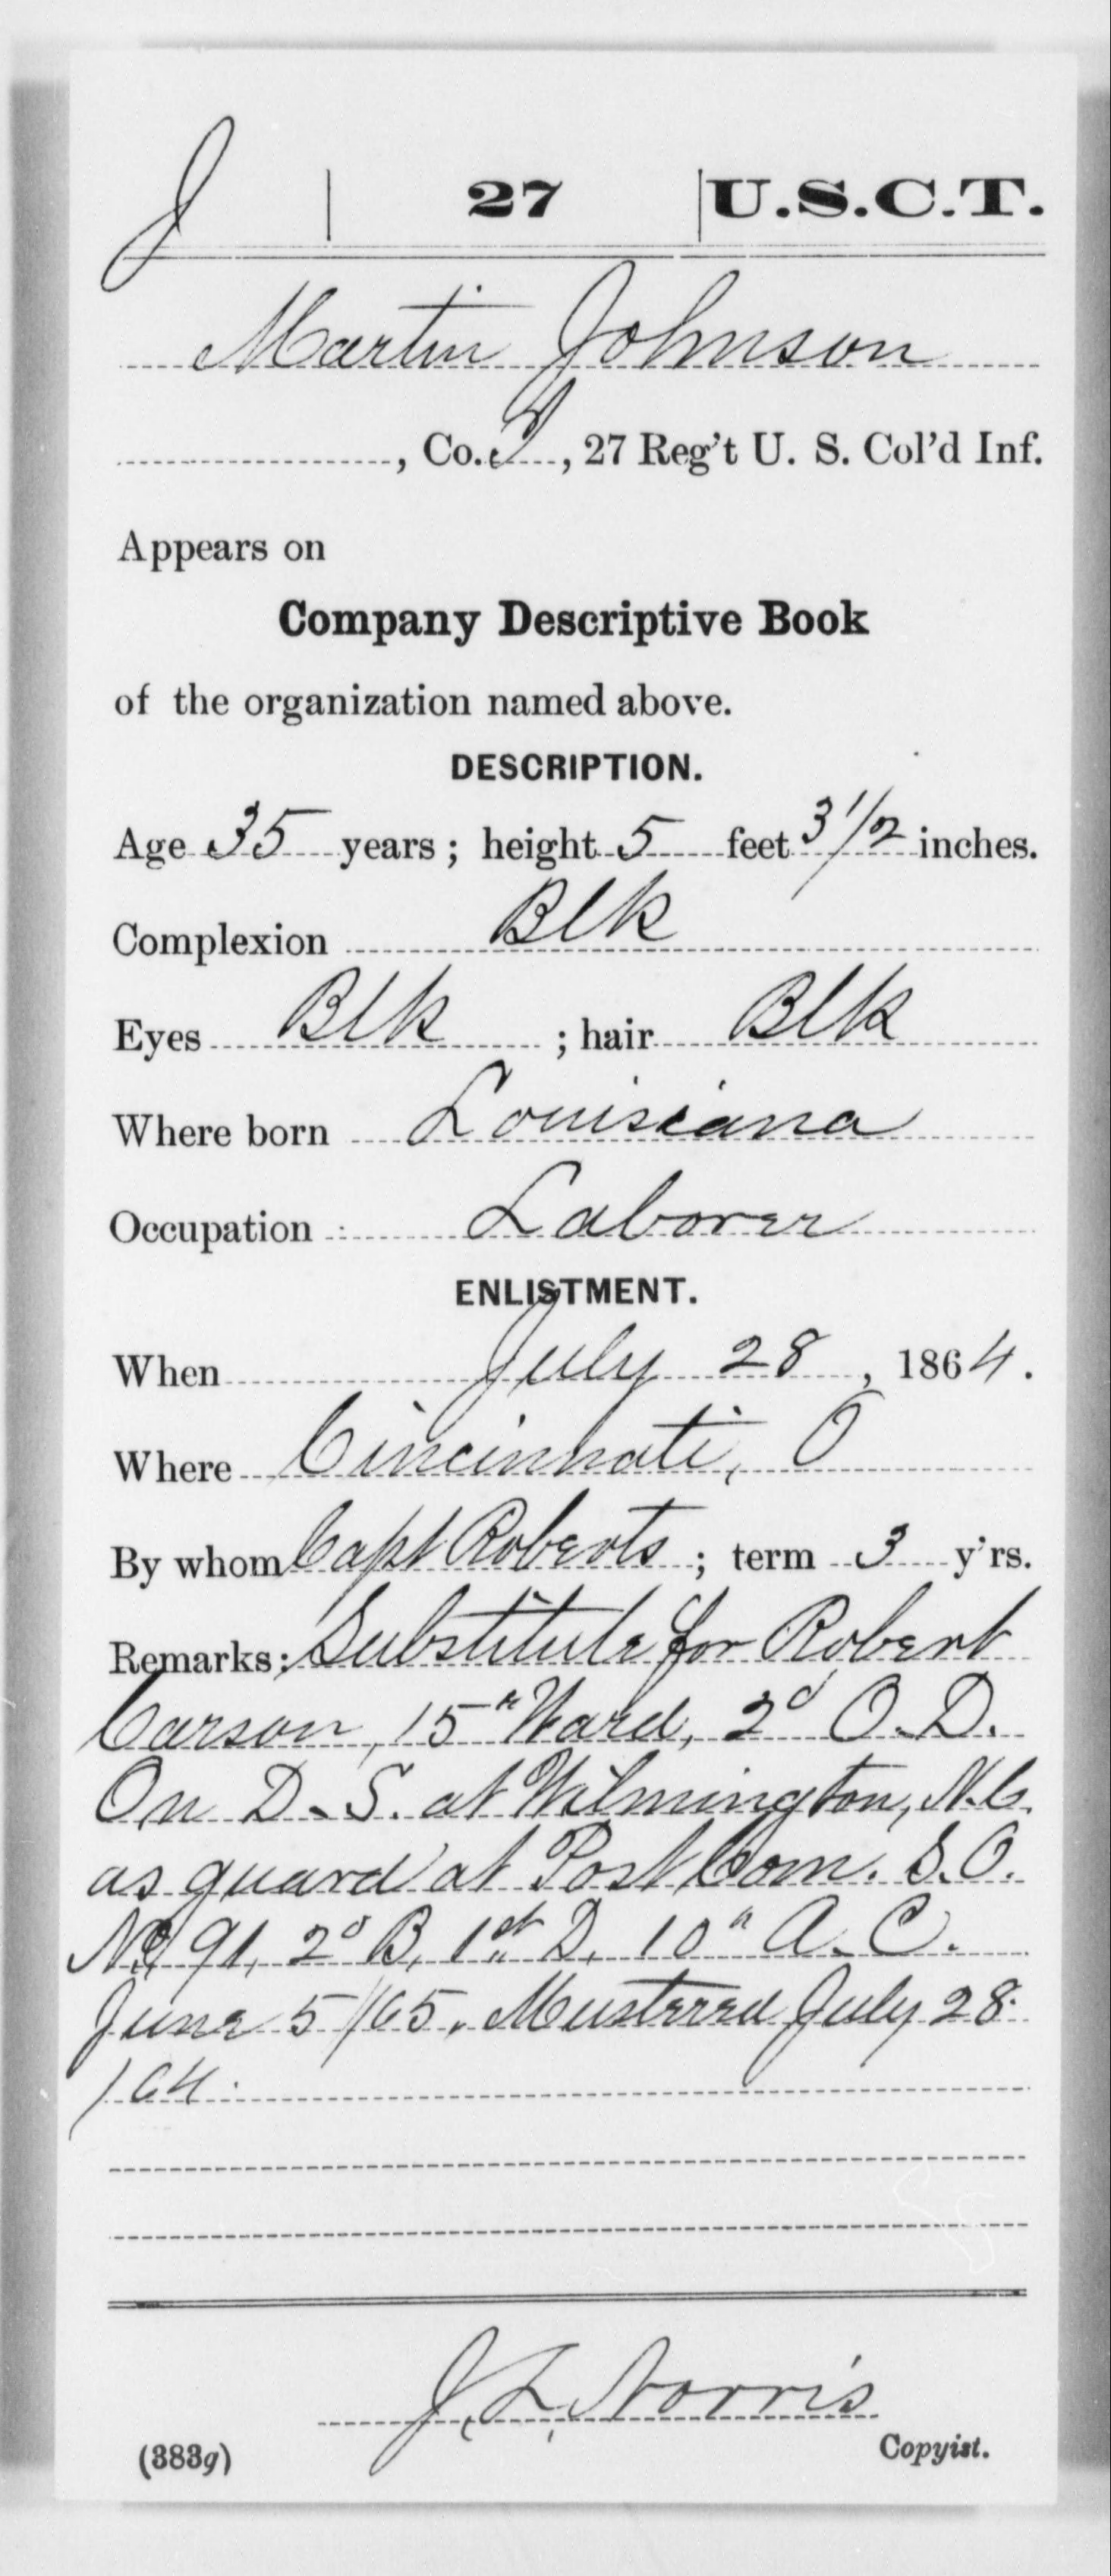 J | 27 | U.S.C.T.
Martin Johnson
, Co. I, 27 Reg't U. S. Col'd Inf.
Appears on
Company Descriptive Book
of the organization named above.
DESCRIPTION.
Age 35 years; height 5 feet 3 1/2 inches.
Complexion Blk
Eyes Blk ; hair Blk
Where born Louisiana
Occupation Laborer
ENLISTMENT.
When July 28, 1864.
Where Cincinnati, O
By whom Capt Roberts; term 3 y'rs.
Remarks: Substitute for Robert
Carson, 15" Ward, 2d O. D.
On D. S. at Wilmington, N.C.
as guard at Post Com. S.O.
No 91, 2d B, 1st D, 10" A. C.
June 5/65. Mustered July 28
/64.
J. L. Norris
(383g) Copyist.